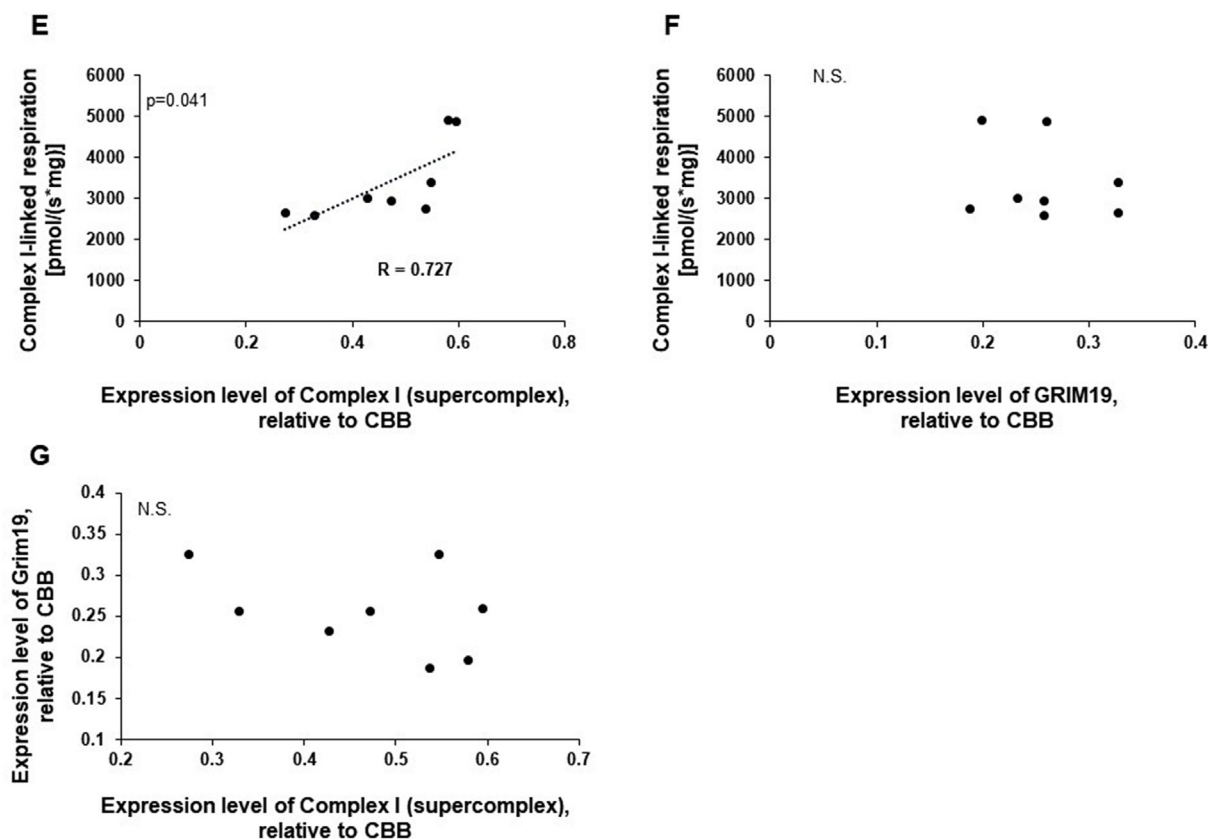 E
Complex I-linked respiration
[pmol/(s*mg)]
6000
5000
4000
3000
2000
1000
0
p=0.041
R = 0.727
0
0.2
0.4
0.6
0.8
Expression level of Complex I (supercomplex),
relative to CBB
F
Complex I-linked respiration
[pmol/(s*mg)]
6000
5000
4000
3000
2000
1000
0
N.S.
0
0.1
0.2
0.3
0.4
Expression level of GRIM19,
relative to CBB
G
Expression level of Grim19,
relative to CBB
0.4
0.35
0.3
0.25
0.2
0.15
0.1
N.S.
0.2
0.3
0.4
0.5
0.6
0.7
Expression level of Complex I (supercomplex),
relative to CBB